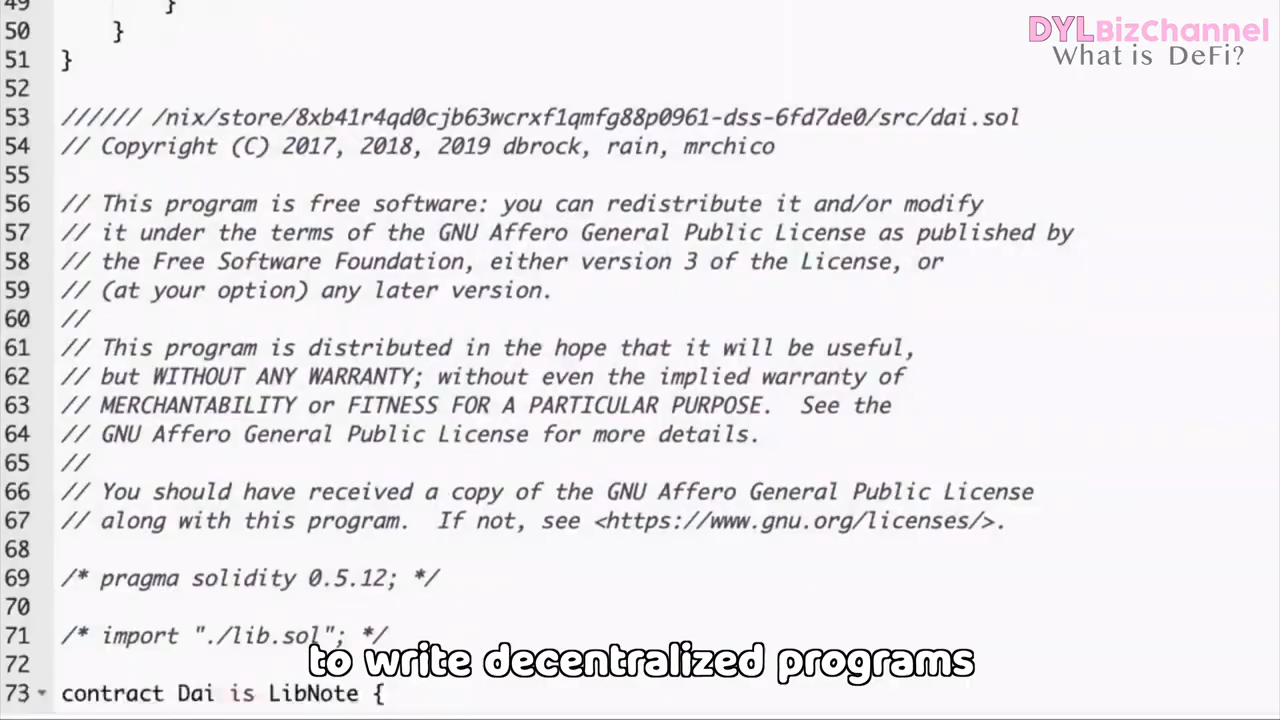 DYLBizChannel
What is DeFi?
49 }
50 }
51 }
52
53 ////// /nix/store/8xb41r4qd0cjb63wcrxf1qmfg88p0961-dss-6fd7de0/src/dai.sol
54 // Copyright (C) 2017, 2018, 2019 dbrock, rain, mrchico
55
56 // This program is free software: you can redistribute it and/or modify
57 // it under the terms of the GNU Affero General Public License as published by
58 // the Free Software Foundation, either version 3 of the License, or
59 // (at your option) any later version.
60 //
61 // This program is distributed in the hope that it will be useful,
62 // but WITHOUT ANY WARRANTY; without even the implied warranty of
63 // MERCHANTABILITY or FITNESS FOR A PARTICULAR PURPOSE.  See the
64 // GNU Affero General Public License for more details.
65 //
66 // You should have received a copy of the GNU Affero General Public License
67 // along with this program.  If not, see <https://www.gnu.org/licenses/>.
68
69 /* pragma solidity 0.5.12; */
70
71 /* import "./lib.sol"; */
to write decentralized programs
72
73 contract Dai is LibNote {